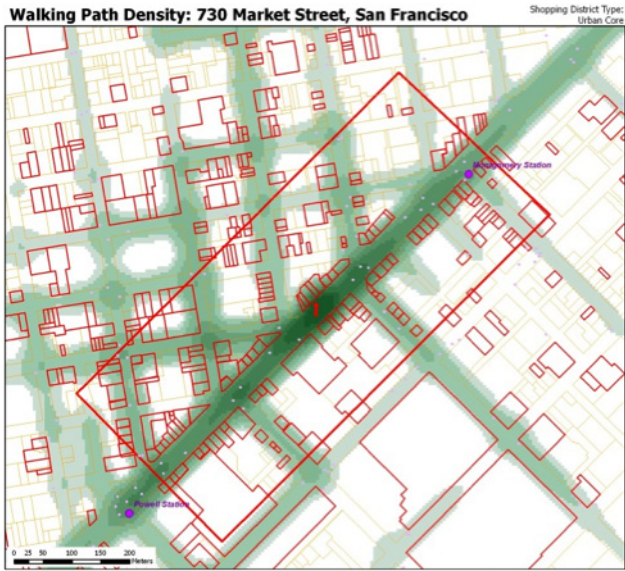 Walking Path Density: 730 Market Street, San Francisco
Shopping District Type:
Urban Core
Montgomery Station
Powell Station
0 25 50 100 150 200
Meters